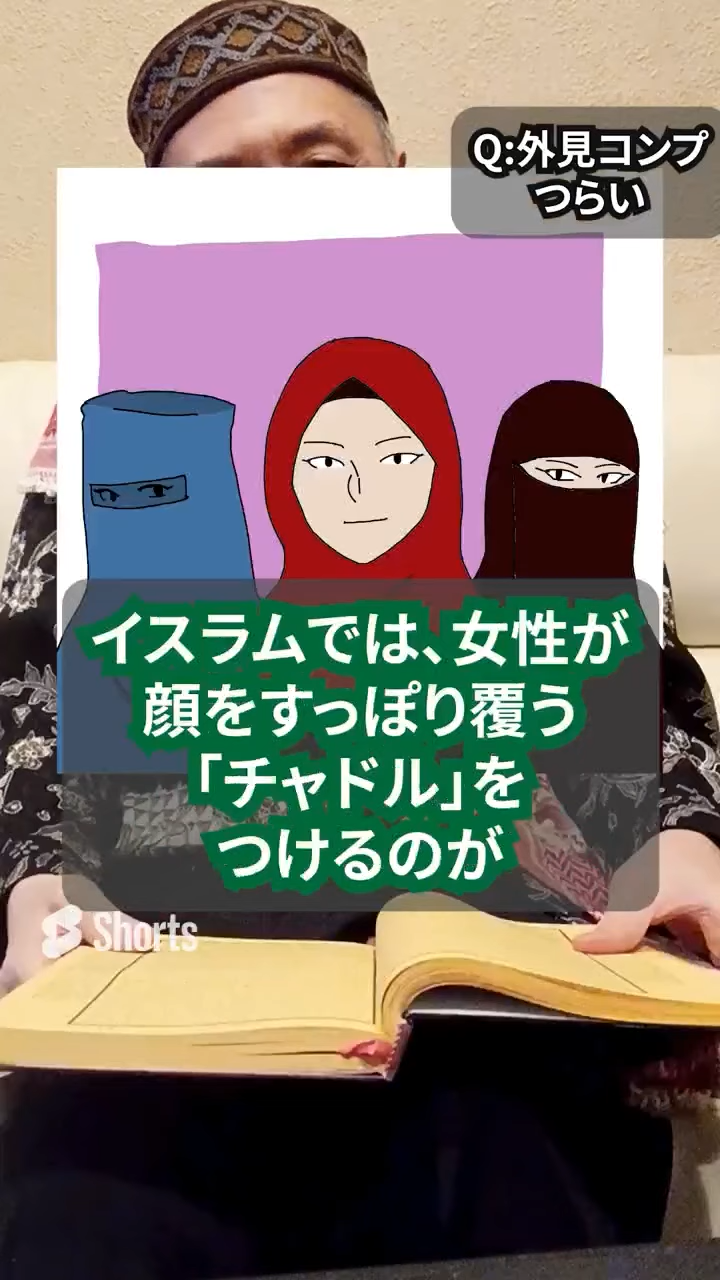 Q:外見コンプ
つらい
イスラムでは、女性が
顔をすっぽり覆う
「チャドル」を
つけるのが
Shorts